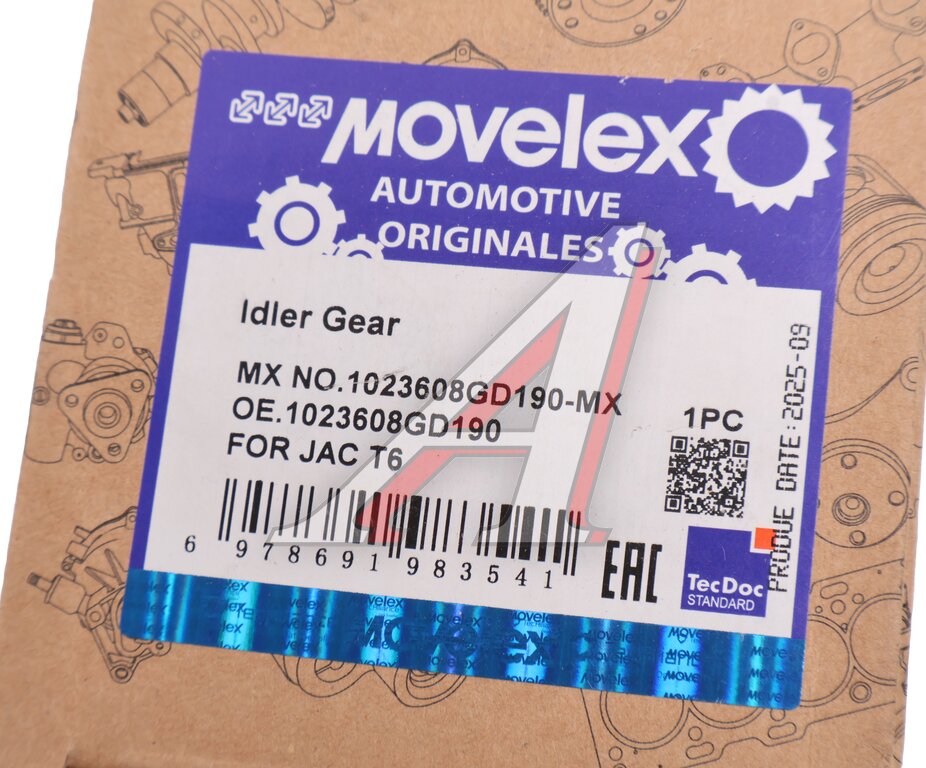 MOVelex
AUTOMOTIVE
ORIGINALES
Idler Gear
MX NO.1023608GD190-MX
OE.1023608GD190
FOR JAC T6
1PC
PRODUE DATE:2025-09
6 978691 983541
EAC
TecDoc
STANDARD
MOVelex